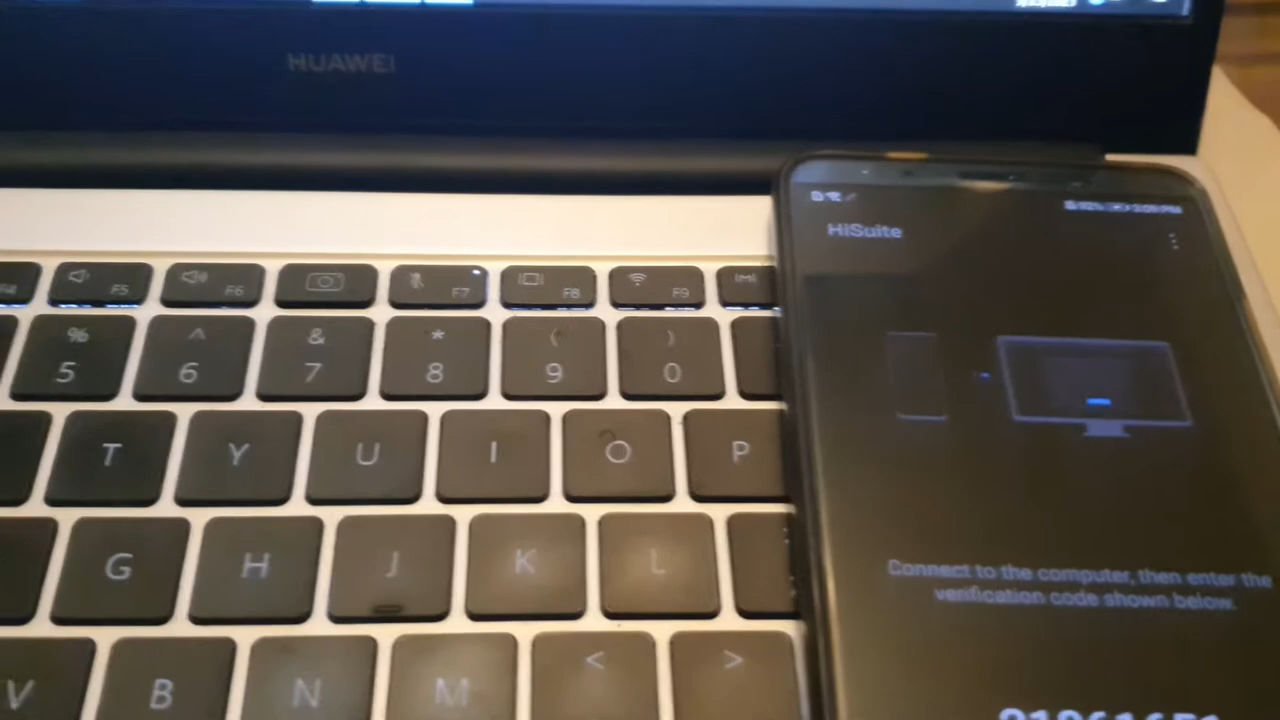 HUAWEI
HiSuite
F5
F6
F7
F8
F9
%
^
&
*
(
)
5
6
7
8
9
0
T
Y
U
I
O
P
G
H
J
K
L
Connect to the computer, then enter the
verification code shown below.
<
>
V
B
N
M